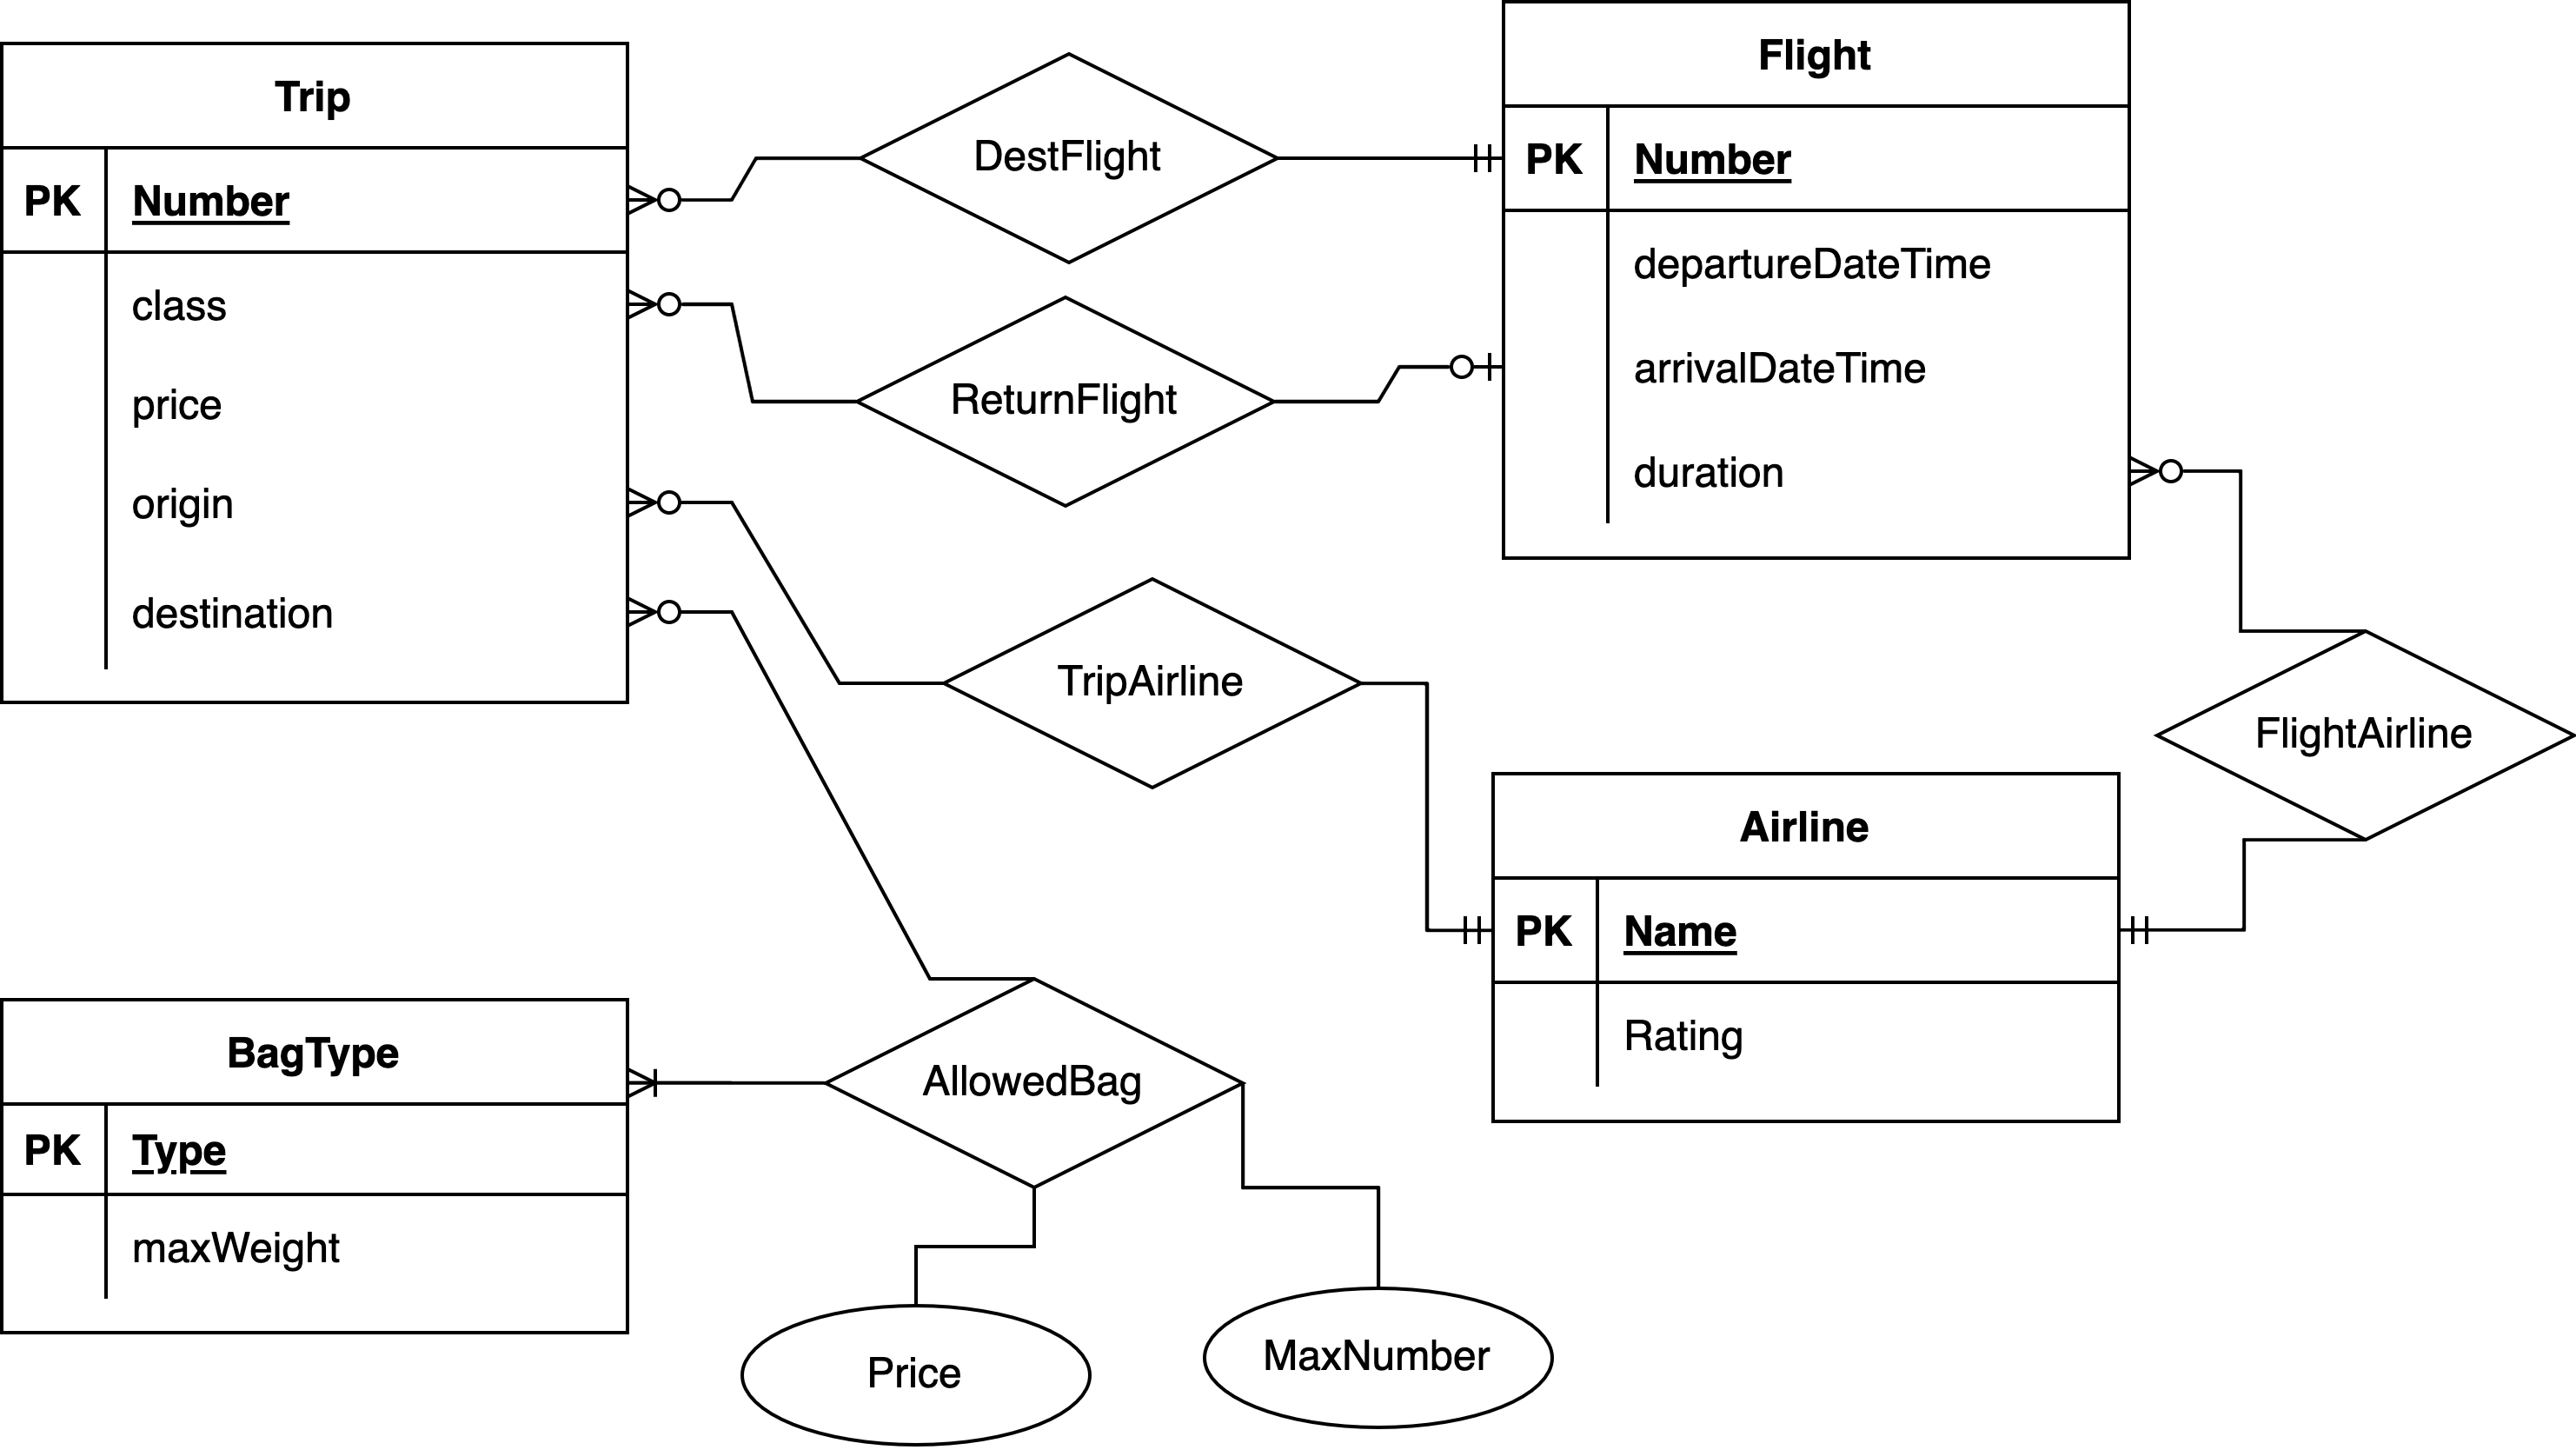 Trip
PK Number
class
price
origin
destination
DestFlight
ReturnFlight
Flight
PK Number
departureDateTime
arrivalDateTime
duration
TripAirline
FlightAirline
Airline
PK Name
Rating
BagType
PK Type
maxWeight
AllowedBag
Price
MaxNumber